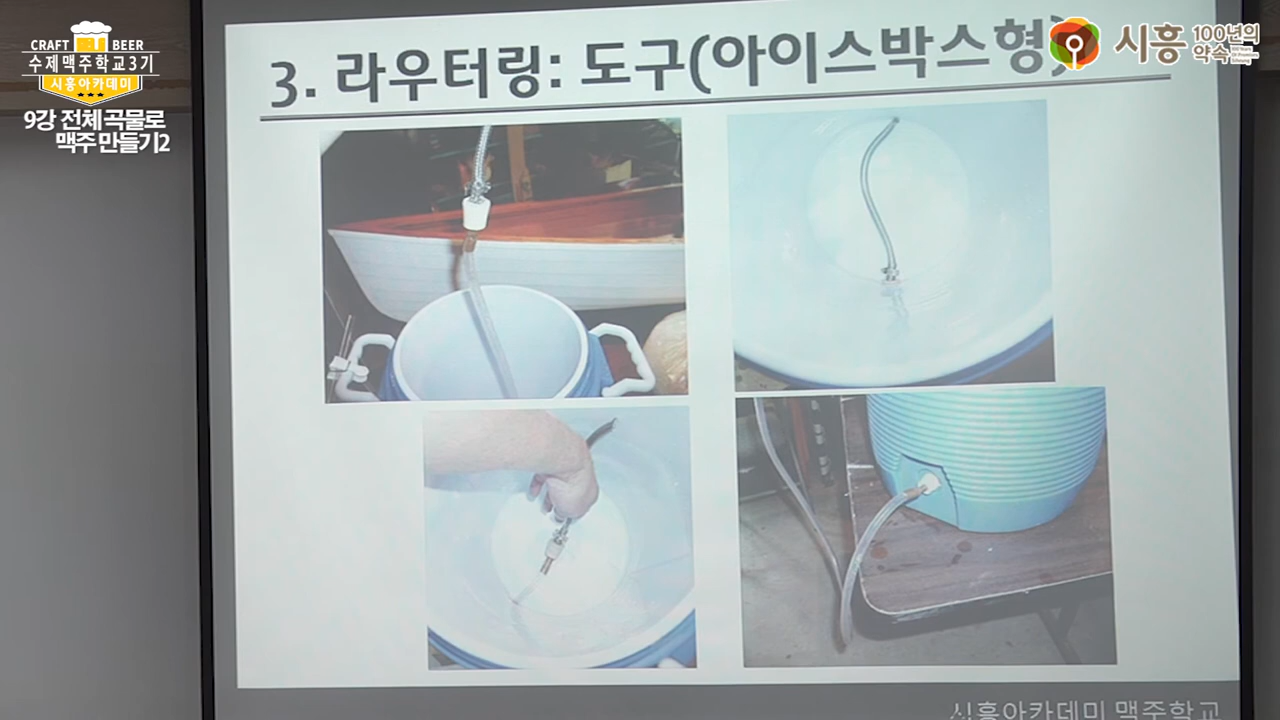 CRAFT BEER
수제맥주학교3기
시흥아카데미
9강 전체 곡물로
맥주 만들기2
3. 라우터링: 도구(아이스박스형)
시흥 100년의
약속
시흥아카데미 맥주학교